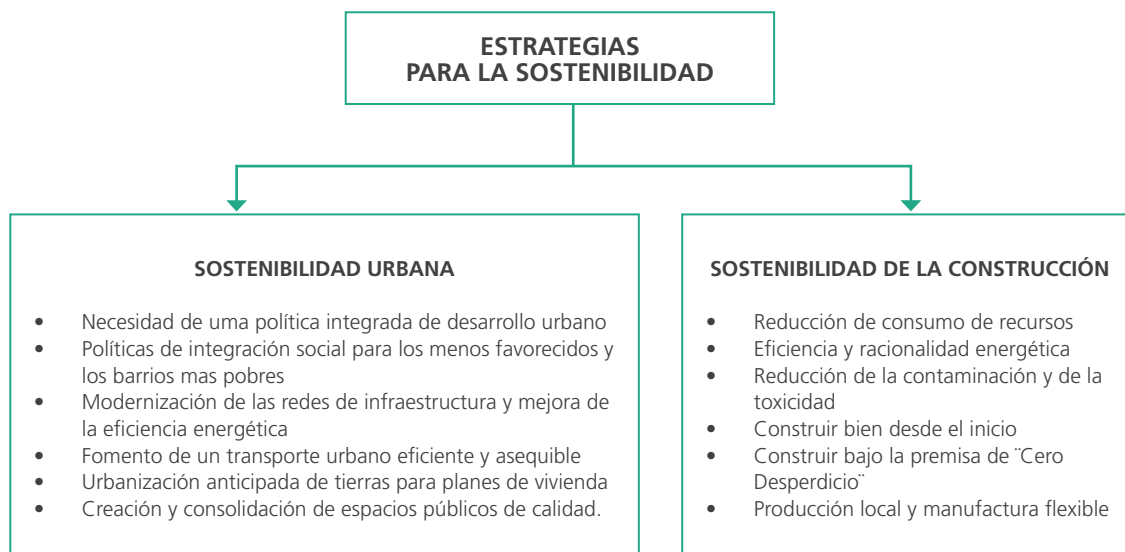 ESTRATEGIAS
PARA LA SOSTENIBILIDAD
SOSTENIBILIDAD URBANA
• Necesidad de uma política integrada de desarrollo urbano
• Políticas de integración social para los menos favorecidos y
los barrios mas pobres
• Modernización de las redes de infraestructura y mejora de
la eficiencia energética
• Fomento de un transporte urbano eficiente y asequible
• Urbanización anticipada de tierras para planes de vivienda
• Creación y consolidación de espacios públicos de calidad.
SOSTENIBILIDAD DE LA CONSTRUCCIÓN
• Reducción de consumo de recursos
• Eficiencia y racionalidad energética
• Reducción de la contaminación y de la
toxicidad
• Construir bien desde el inicio
• Construir bajo la premisa de ¨Cero
Desperdicio¨
• Producción local y manufactura flexible